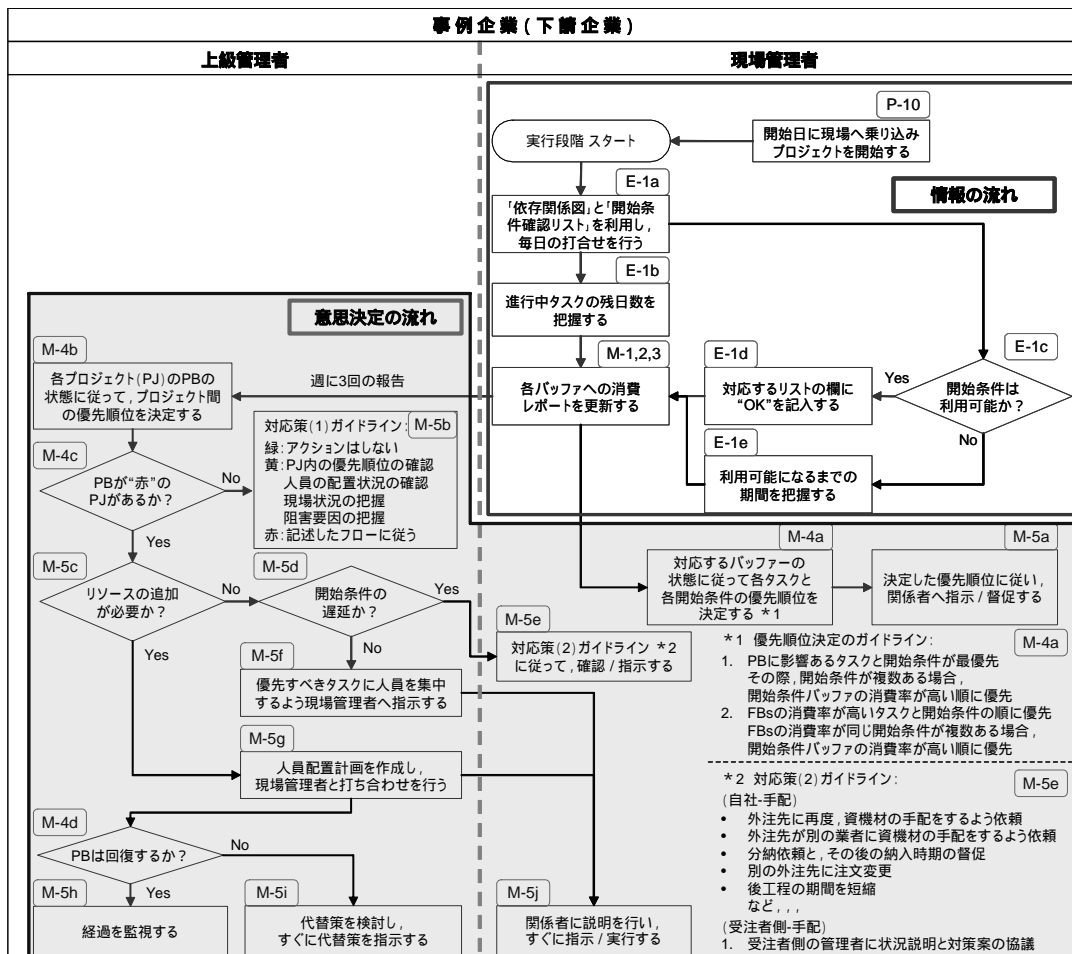 事例企業(下請企業)
上級管理者
現場管理者
P-10
開始日に現場へ乗り込み
プロジェクトを開始する
実行段階 スタート
E-1a
「依存関係図」と「開始条
件確認リスト」を利用し,
毎日の打合せを行う
情報の流れ
E-1b
進行中タスクの残日数を
把握する
意思決定の流れ
M-4b
各プロジェクト(PJ)のPBの
状態に従って,プロジェクト間
の優先順位を決定する
週に3回の報告
M-1,2,3
各バッファへの消費
レポートを更新する
E-1d
対応するリストの欄に
“OK”を記入する
Yes
E-1c
開始条件は
利用可能か?
No
E-1e
利用可能になるまでの
期間を把握する
M-4c
PBが“赤”の
PJがあるか?
No
Yes
対応策(1)ガイドライン:
M-5b
緑:アクションはしない
黄:PJ内の優先順位の確認
人員の配置状況の確認
現場状況の把握
阻害要因の把握
赤:記述したフローに従う
M-4a
対応するバッファーの
状態に従って各タスクと
各開始条件の優先順位を
決定する *1
M-5a
決定した優先順位に従い,
関係者へ指示/督促する
M-5c
リソースの追加
が必要か?
No
Yes
M-5d
開始条件の
遅延か?
Yes
No
M-5e
対応策(2)ガイドライン *2
に従って,確認/指示する
M-5f
優先すべきタスクに人員を集中
するよう現場管理者へ指示する
M-5g
人員配置計画を作成し,
現場管理者と打ち合わせを行う
M-4d
PBは回復するか?
No
Yes
M-5h
経過を監視する
M-5i
代替策を検討し,
すぐに代替策を指示する
M-5j
関係者に説明を行い,
すぐに指示/実行する
*1 優先順位決定のガイドライン:
M-4a
1. PBに影響あるタスクと開始条件が最優先
その際,開始条件が複数ある場合,
開始条件バッファの消費率が高い順に優先
2. FBsの消費率が高いタスクと開始条件の順に優先
FBsの消費率が同じ開始条件が複数ある場合,
開始条件バッファの消費率が高い順に優先
*2 対応策(2)ガイドライン:
M-5e
(自社-手配)
• 外注先に再度,資機材の手配をするよう依頼
• 外注先が別の業者に資機材の手配をするよう依頼
• 分納依頼と,その後の納入時期の督促
• 別の外注先に注文変更
• 後工程の期間を短縮
など,,,
(受注者側-手配)
1. 受注者側の管理者に状況説明と対策案の協議